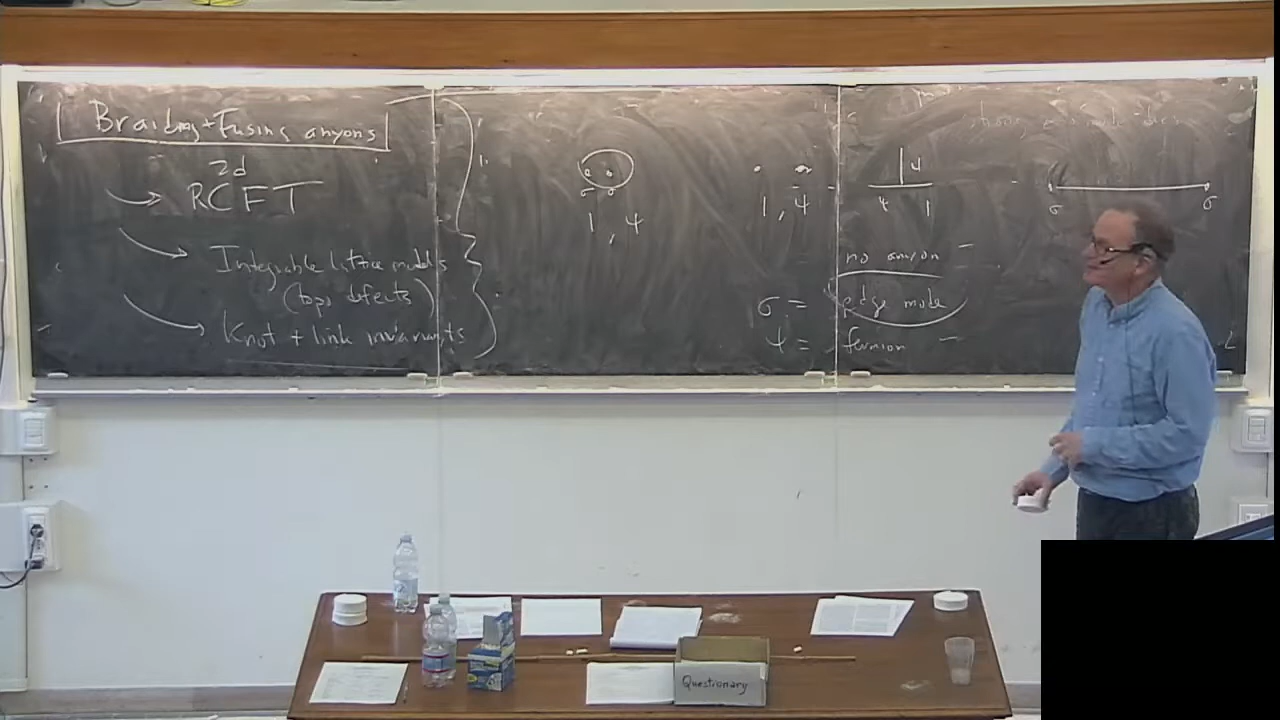 Braiding + Fusing anyons
2d
RCFT
Integrable lattice models
(topo defects)
Knot + link invariants
σ σ
1, ψ
1, ψ
ψ
ψ 1
no anyon
σ = edge mode
ψ = fermion
σ σ
Questionary